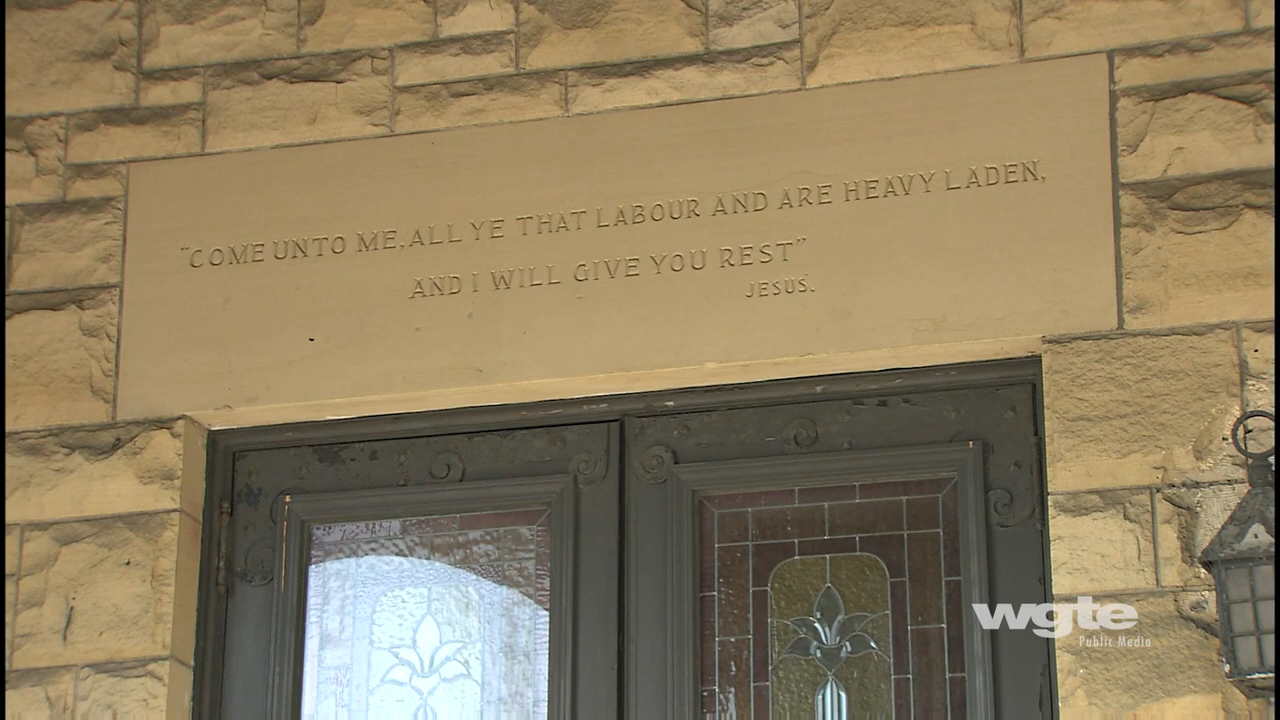 "COME UNTO ME, ALL YE THAT LABOUR AND ARE HEAVY LADEN,
AND I WILL GIVE YOU REST"
JESUS.
wgte
Public Media